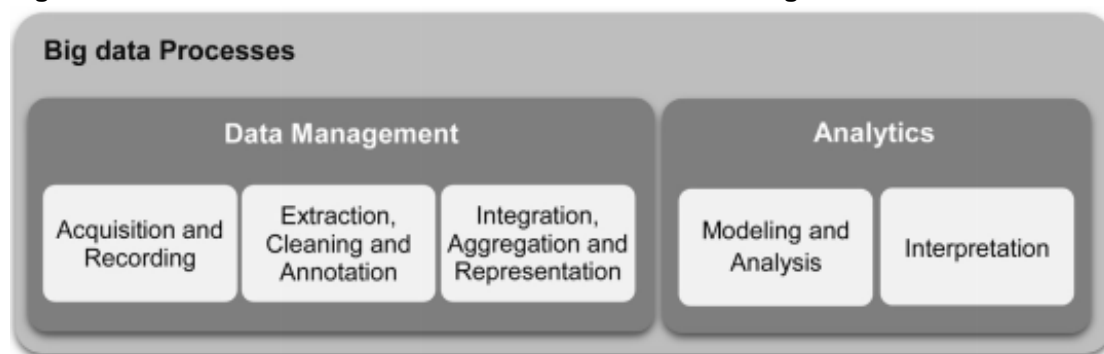 Big data Processes
Data Management
Acquisition and
Recording
Extraction,
Cleaning and
Annotation
Integration,
Aggregation and
Representation
Analytics
Modeling and
Analysis
Interpretation